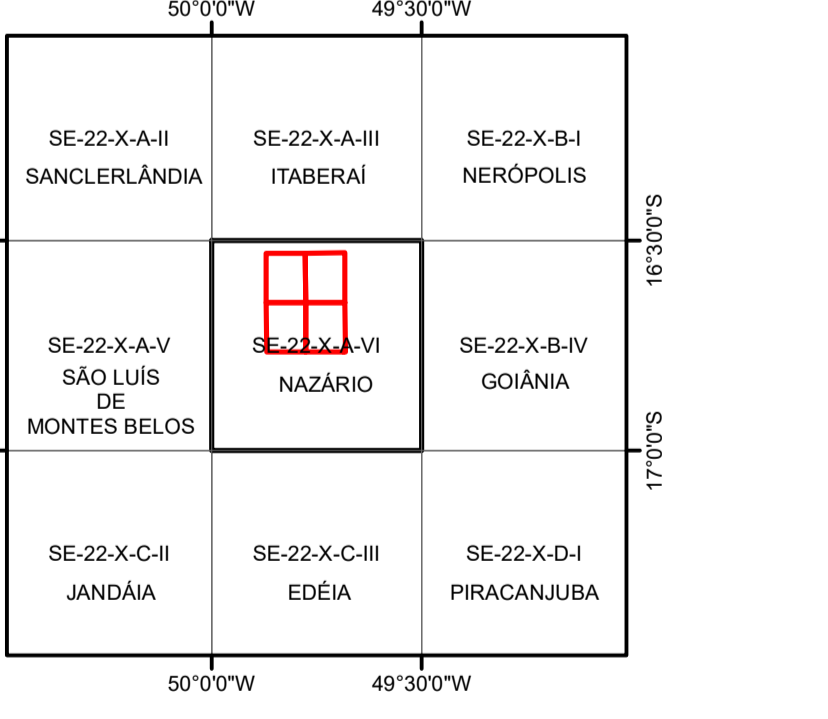 50°0'0"W 49°30'0"W
SE-22-X-A-II SE-22-X-A-III SE-22-X-B-I
SANCLERLÂNDIA ITABERAÍ NERÓPOLIS
16°30'0"S
SE-22-X-A-V SE-22-X-A-VI SE-22-X-B-IV
SÃO LUÍS
DE
MONTES BELOS
NAZÁRIO
GOIÂNIA
17°0'0"S
SE-22-X-C-II SE-22-X-C-III SE-22-X-D-I
JANDÁIA EDÉIA PIRACANJUBA
50°0'0"W 49°30'0"W